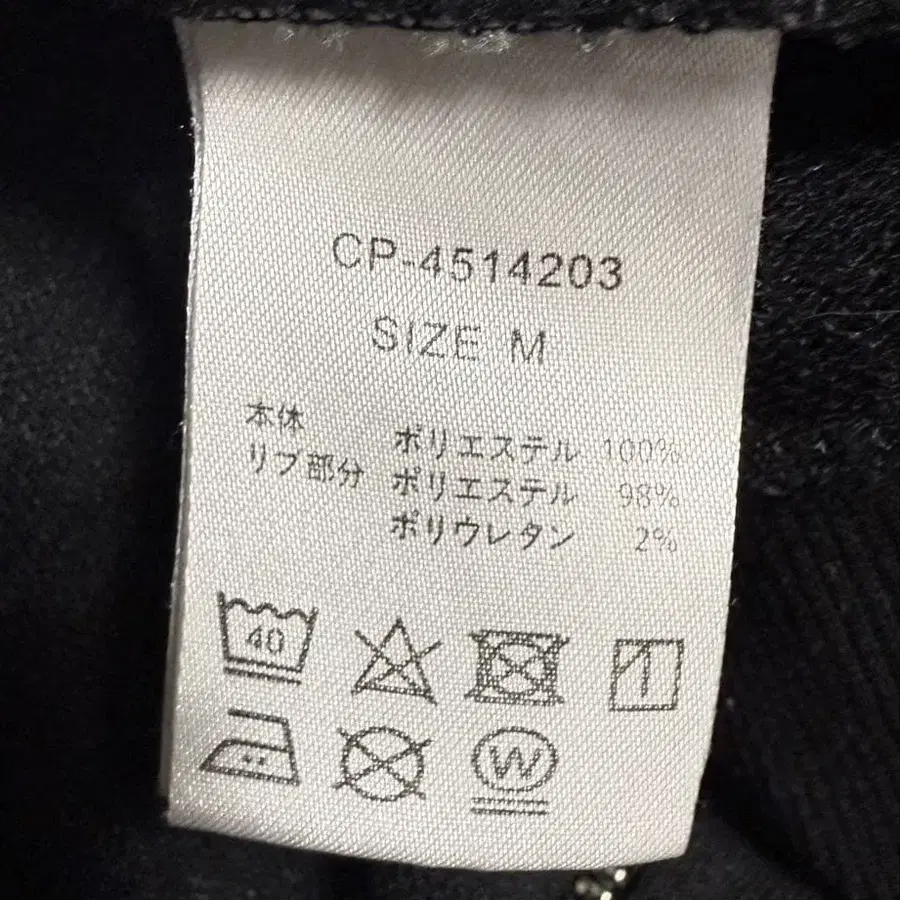 CP-4514203
SIZE M
本体 ポリエステル 100%
リブ部分 ポリエステル 98%
ポリウレタン 2%
40
W